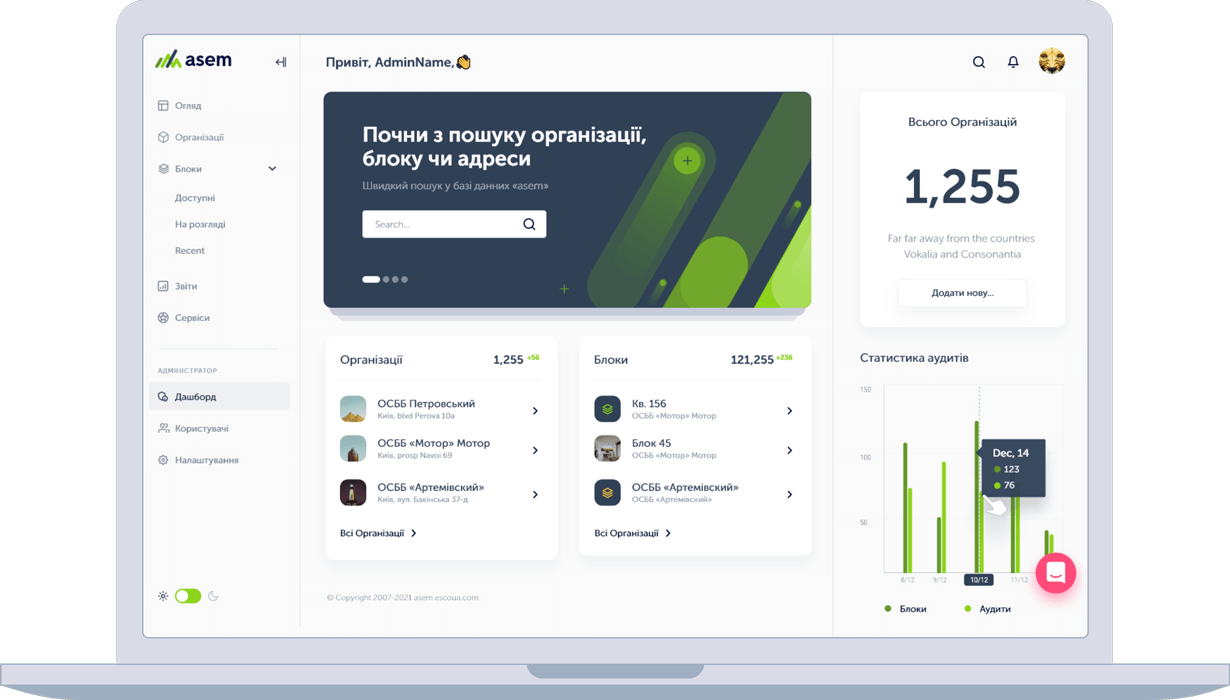 asem
Огляд
Організації
Блоки
Доступні
На розгляді
Recent
Звіти
Сервіси
АДМІНІСТРАТОР
Дашборд
Користувачі
Налаштування
Привіт, AdminName,
Почни з пошуку організації,
блоку чи адреси
Швидкий пошук у базі данних «asem»
Search...
Організації 1,255 +56
ОСББ Петровський
Київ, blvd Perova 10a
ОСББ «Мотор» Мотор
Київ, prosp Navoi 69
ОСББ «Артемівский»
Київ, вул. Бакінська 37-д
Всі Організації
Блоки 121,255 +236
Кв. 156
ОСББ «Мотор» Мотор
Блок 45
ОСББ «Мотор» Мотор
ОСББ «Артемівский»
ОСББ «Артемівский»
Всі Організації
© Copyright 2007-2021 asem.escoua.com
Всього Організацій
1,255
Far far away from the countries
Vokalia and Consonantia
Додати нову...
Статистика аудитів
150
100
50
Dec, 14
123
76
8/12 9/12 10/12 11/12
Блоки Аудити